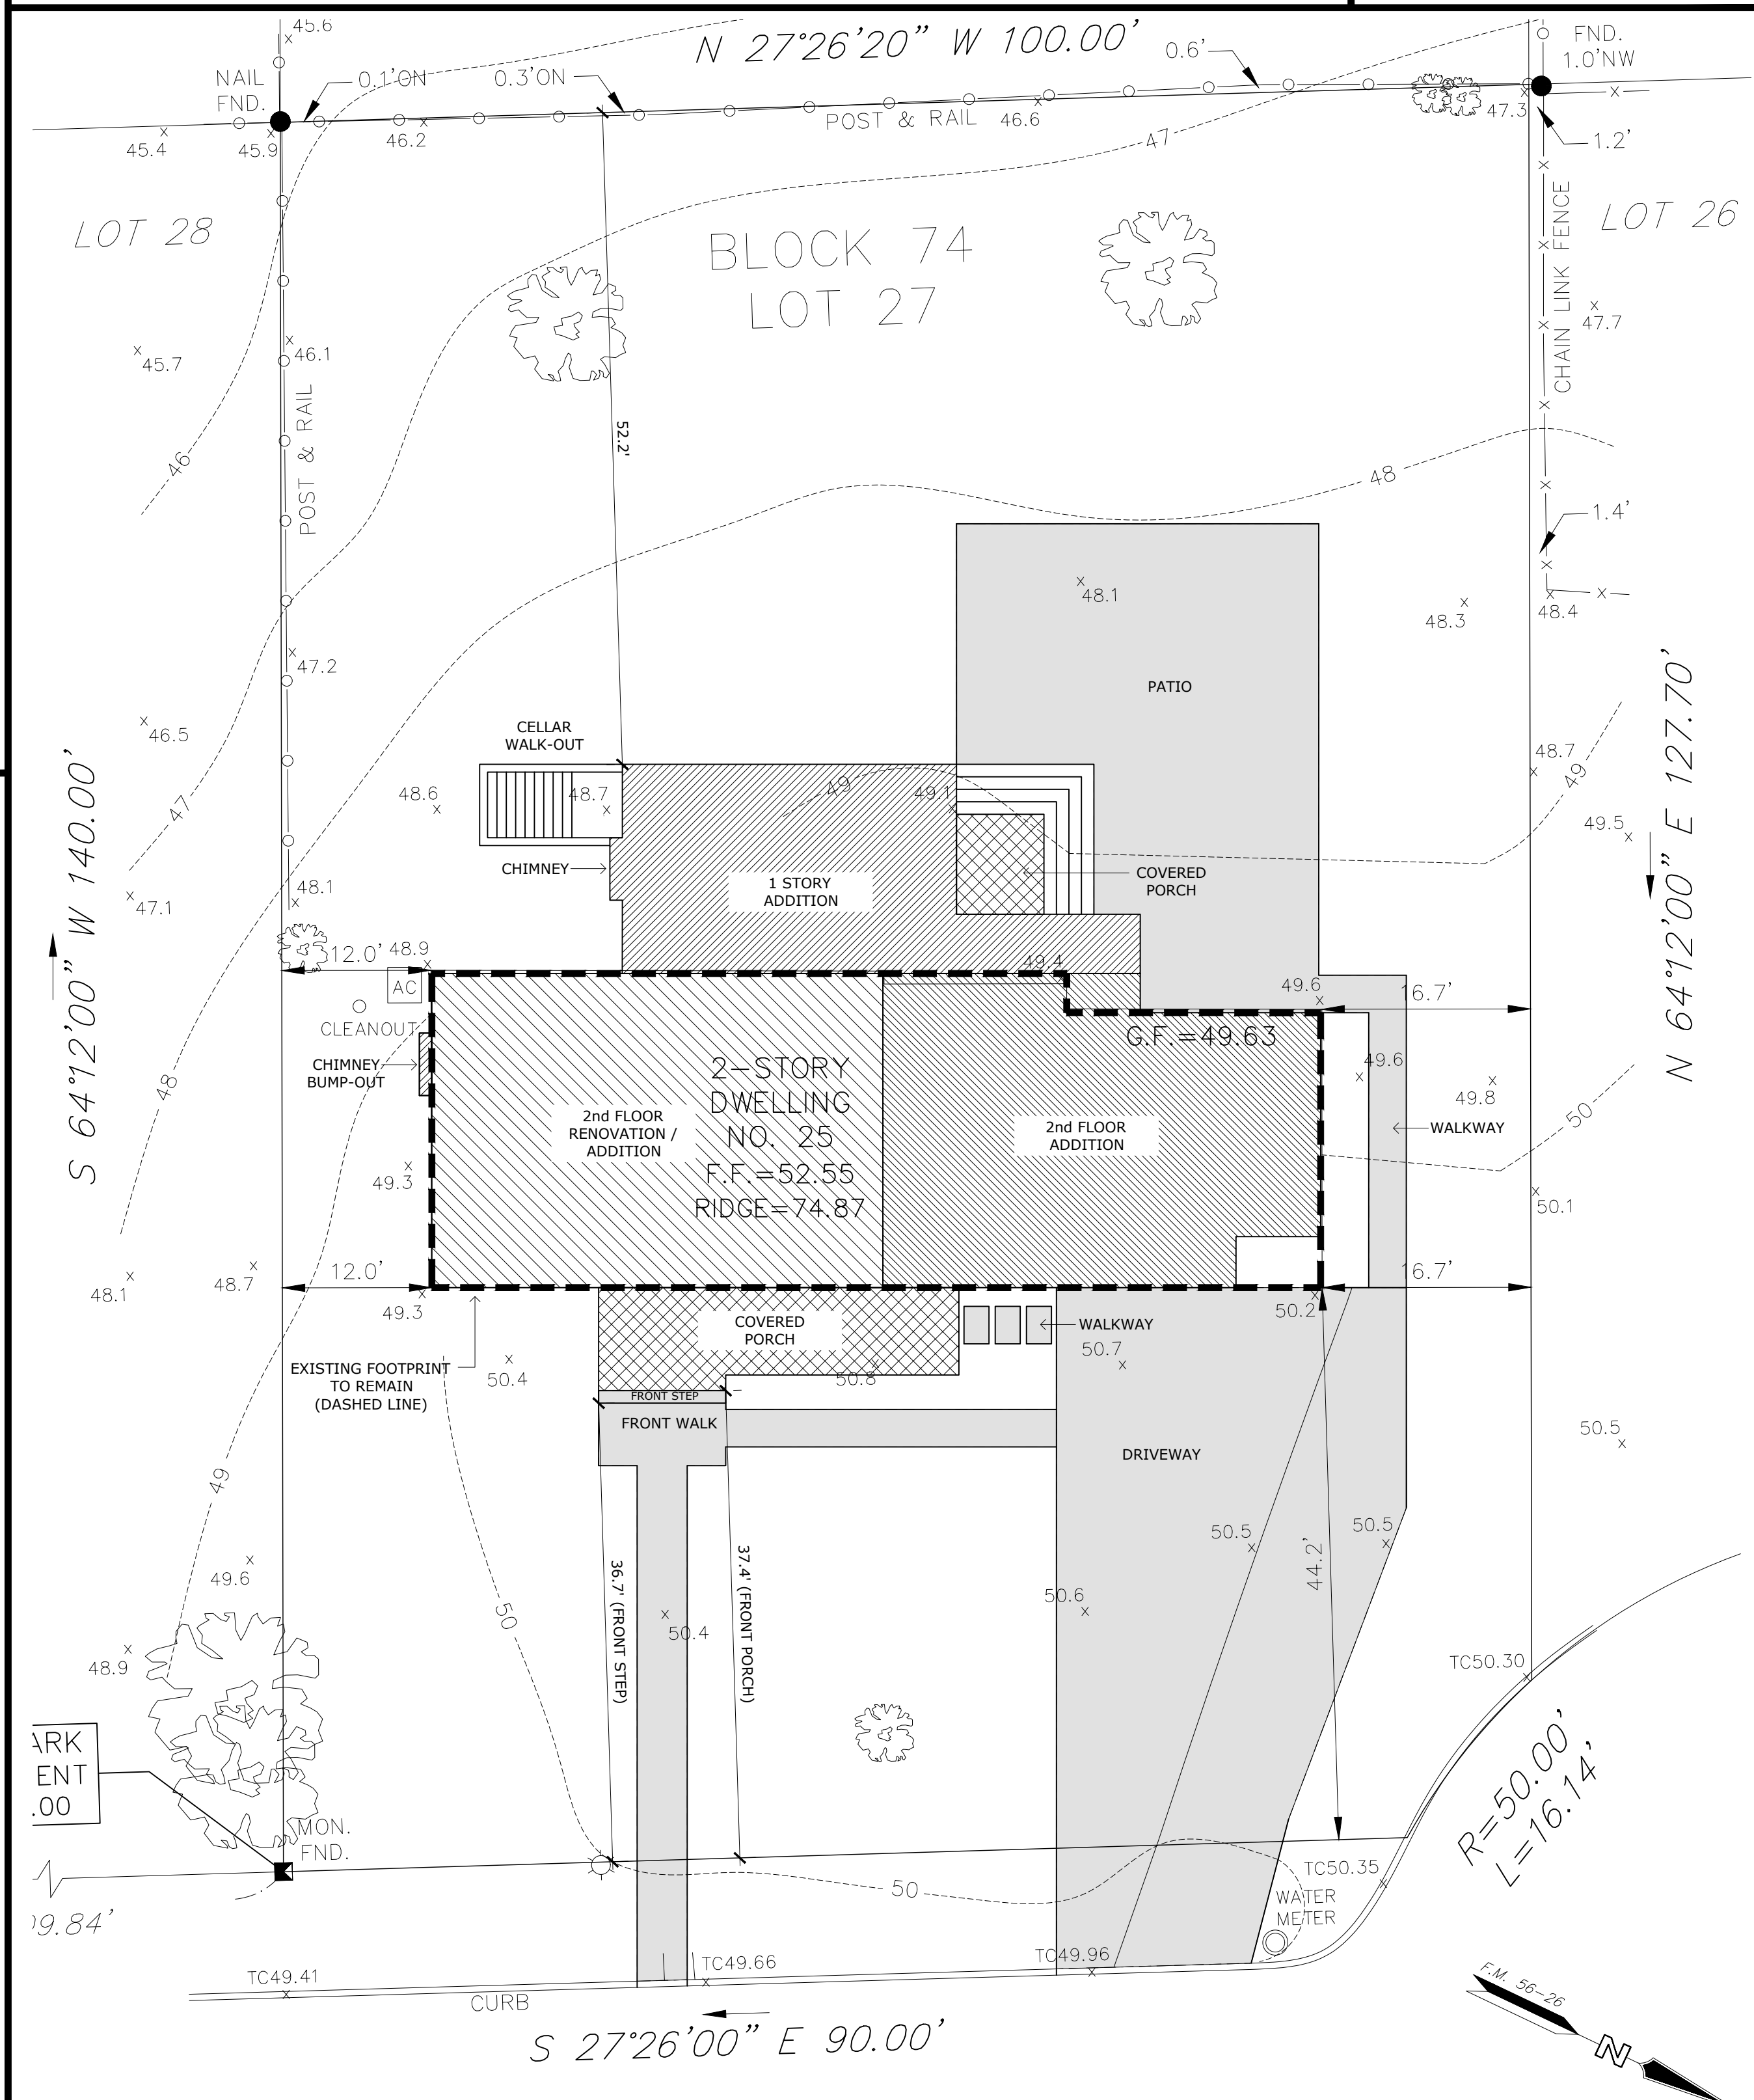 45.6
N 27°26'20" W 100.00'
0.6'
FND.
1.0'NW
NAIL
FND.
0.1'ON
0.3'ON
POST & RAIL
46.6
47.3
45.4
45.9
46.2
47
1.2'
LOT 28
BLOCK 74
LOT 27
LOT 26
CHAIN LINK FENCE
47.7
45.7
46.1
POST & RAIL
52.2'
46
48
1.4'
48.1
48.3
48.4
47.2
PATIO
46.5
CELLAR
WALK-OUT
48.7
49
S 64°12'00" W 140.00'
N 64°12'00" E 127.70'
47
48.6
48.7
49
49.1
49.5
CHIMNEY
1 STORY
ADDITION
COVERED
PORCH
47.1
48.1
12.0'
48.9
49.4
AC
49.6
16.7'
CLEANOUT
G.F.=49.63
CHIMNEY
BUMP-OUT
48
2-STORY
DWELLING
NO. 25
F.F.=52.55
RIDGE=74.87
2nd FLOOR
RENOVATION /
ADDITION
2nd FLOOR
ADDITION
49.6
49.8
50
WALKWAY
49.3
50.1
48.1
48.7
12.0'
49.3
50.2
16.7'
COVERED
PORCH
WALKWAY
50.7
EXISTING FOOTPRINT
TO REMAIN
(DASHED LINE)
50.4
50.8
FRONT STEP
FRONT WALK
DRIVEWAY
50.5
49
36.7' (FRONT STEP)
37.4' (FRONT PORCH)
50.5
50.5
44.2'
49.6
50
50.4
50.6
48.9
TC50.30
ARK
ENT
.00
MON.
FND.
R=50.00'
L=16.14'
TC50.35
50
WATER
METER
9.84'
TC49.41
TC49.66
TC49.96
CURB
S 27°26'00" E 90.00'
F.M. 56-26
N